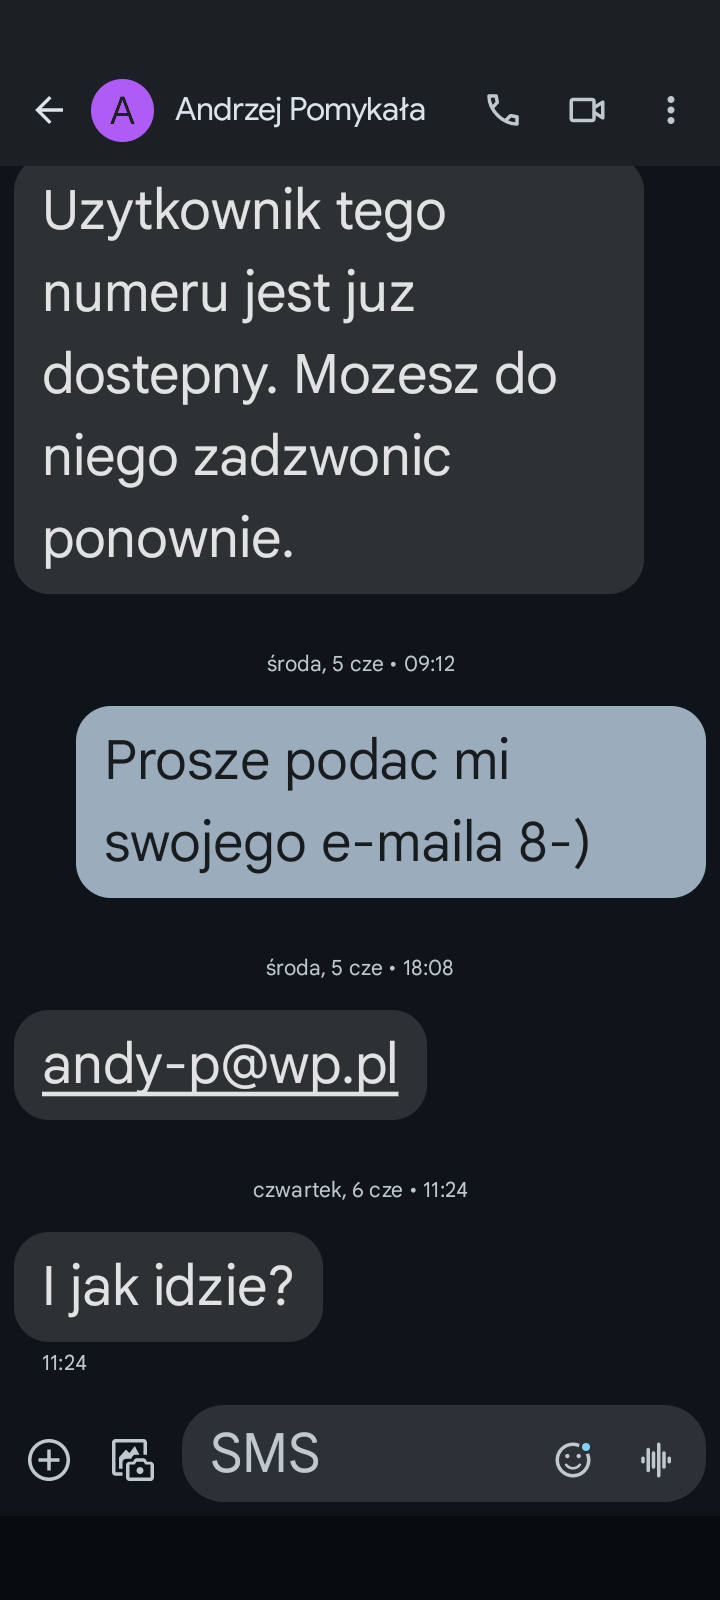 A Andrzej Pomykała
Uzytkownik tego
numeru jest juz
dostepny. Mozesz do
niego zadzwonic
ponownie.
środa, 5 cze • 09:12
Prosze podac mi
swojego e-maila 8-)
środa, 5 cze • 18:08
andy-p@wp.pl
czwartek, 6 cze • 11:24
I jak idzie?
11:24
SMS